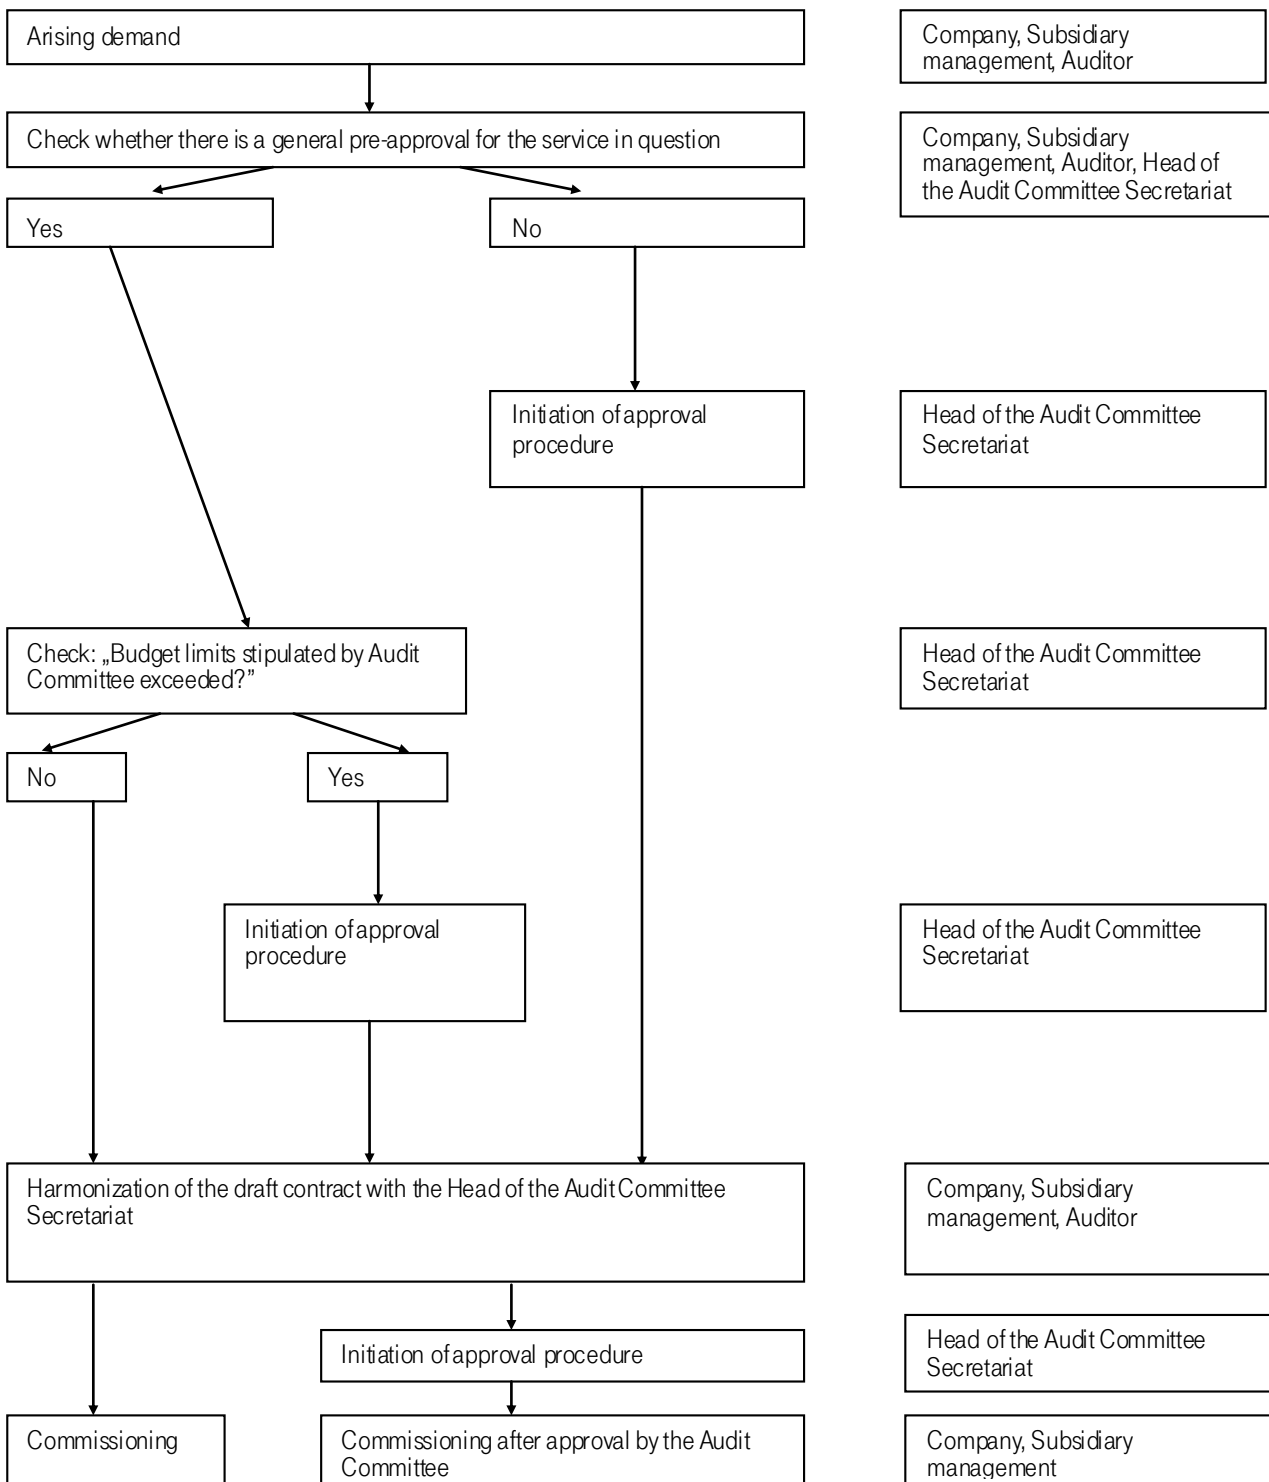 Arising demand
Company, Subsidiary
management, Auditor
Check whether there is a general pre-approval for the service in question
Company, Subsidiary
management, Auditor, Head of
the Audit Committee Secretariat
Yes
No
Initiation of approval
procedure
Head of the Audit Committee
Secretariat
Check: „Budget limits stipulated by Audit
Committee exceeded?”
Head of the Audit Committee
Secretariat
No
Yes
Initiation of approval
procedure
Head of the Audit Committee
Secretariat
Harmonization of the draft contract with the Head of the Audit Committee
Secretariat
Company, Subsidiary
management, Auditor
Initiation of approval procedure
Head of the Audit Committee
Secretariat
Commissioning
Commissioning after approval by the Audit
Committee
Company, Subsidiary
management